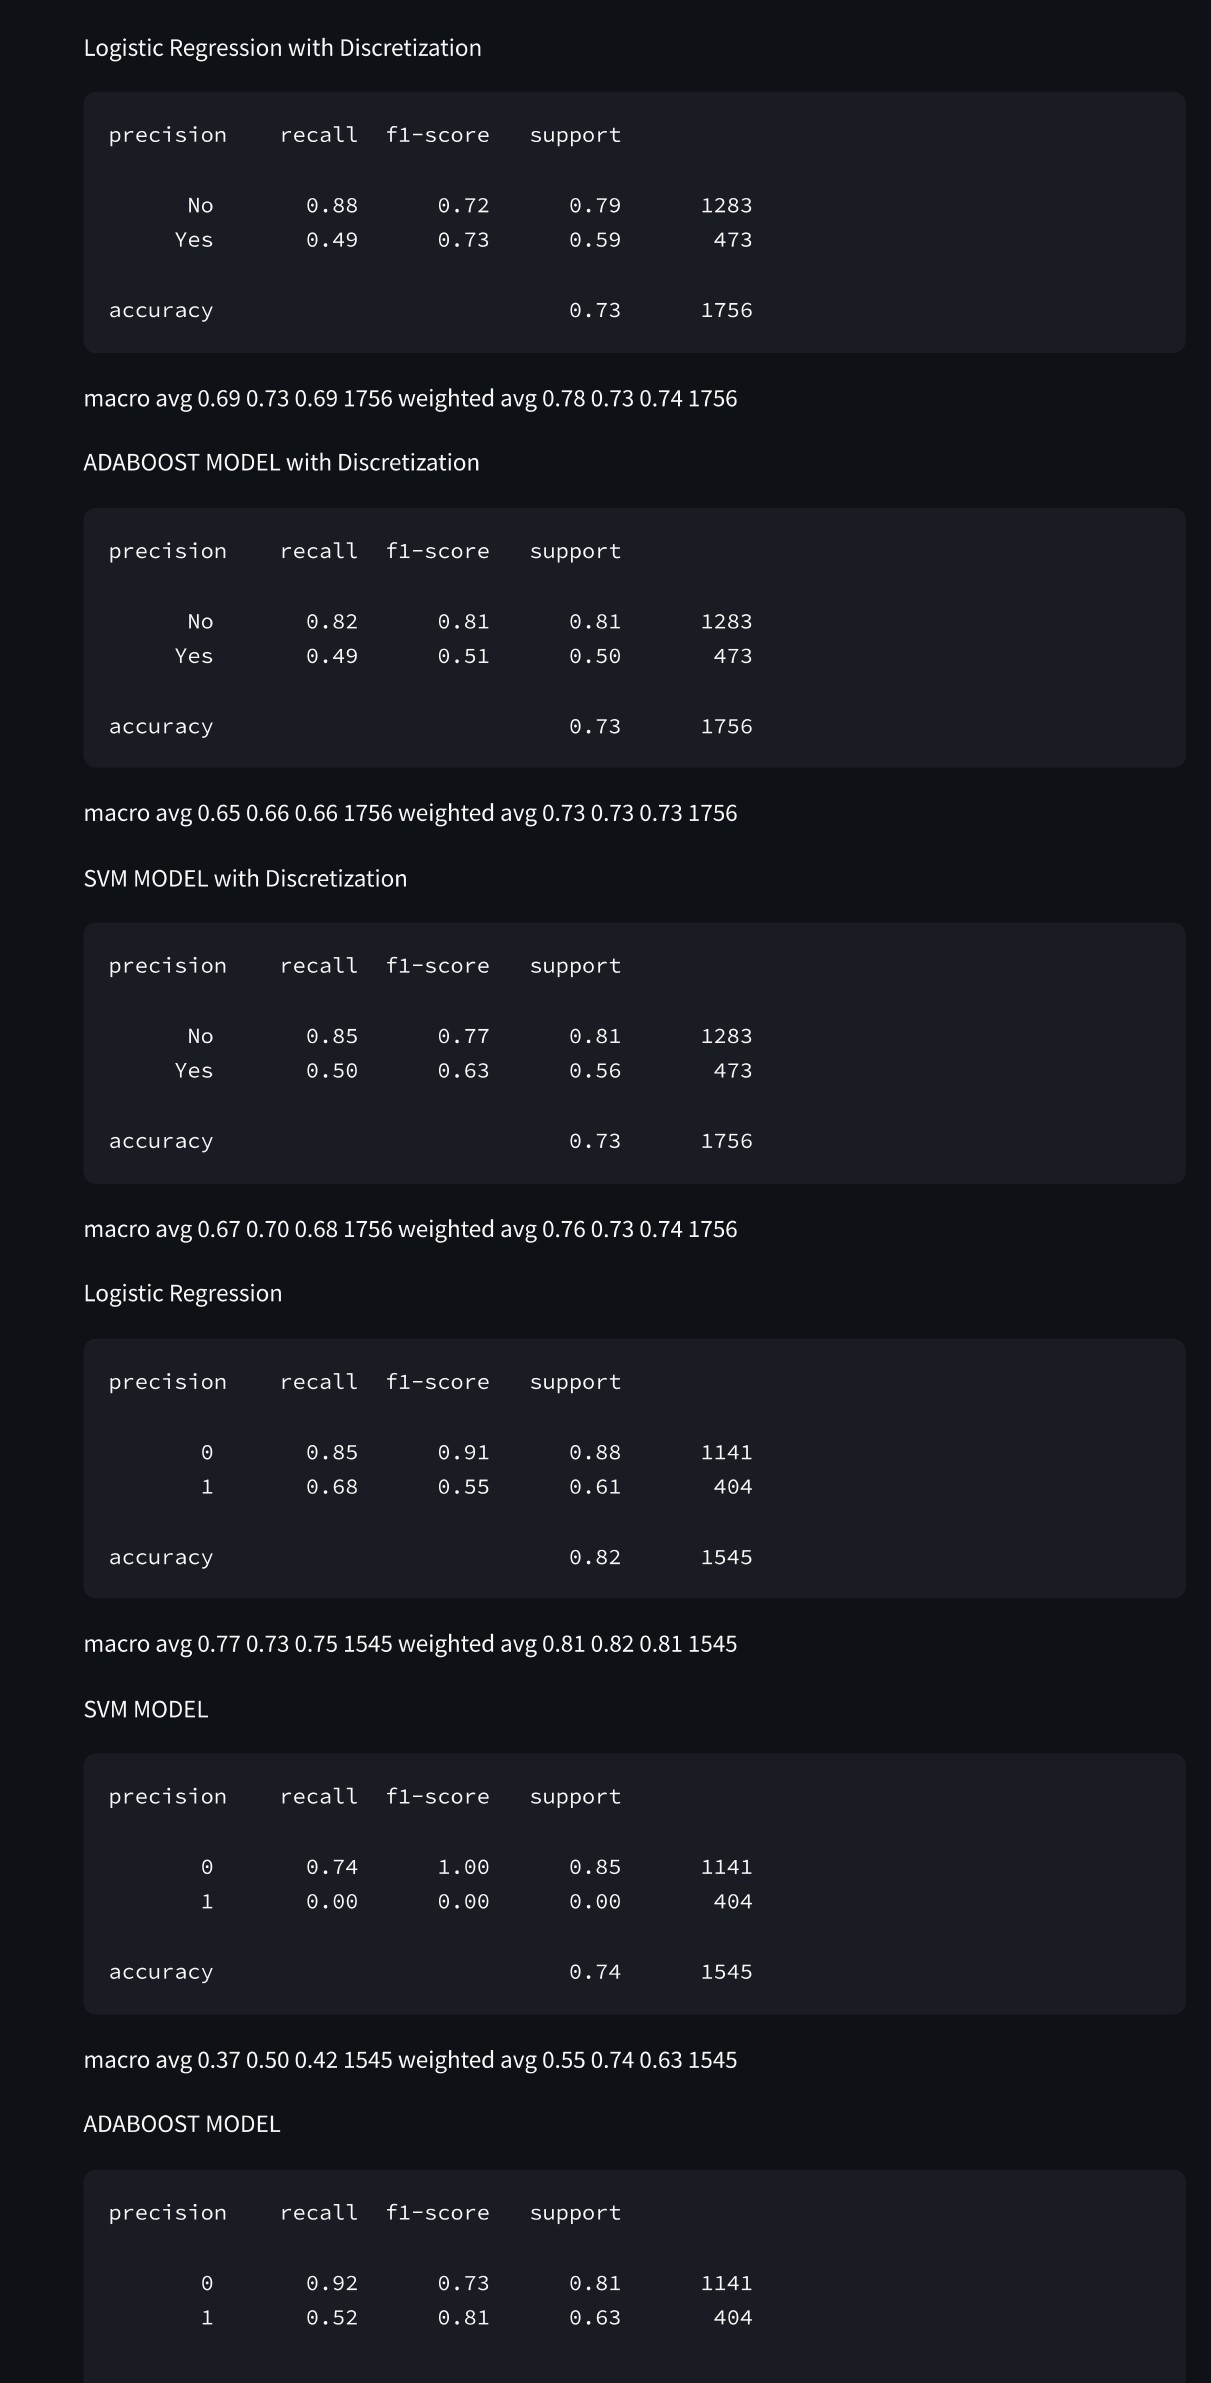 Logistic Regression with Discretization
precision    recall  f1-score   support
No       0.88      0.72      0.79      1283
Yes       0.49      0.73      0.59       473
accuracy                           0.73      1756
macro avg 0.69 0.73 0.69 1756 weighted avg 0.78 0.73 0.74 1756
ADABOOST MODEL with Discretization
precision    recall  f1-score   support
No       0.82      0.81      0.81      1283
Yes       0.49      0.51      0.50       473
accuracy                           0.73      1756
macro avg 0.65 0.66 0.66 1756 weighted avg 0.73 0.73 0.73 1756
SVM MODEL with Discretization
precision    recall  f1-score   support
No       0.85      0.77      0.81      1283
Yes       0.50      0.63      0.56       473
accuracy                           0.73      1756
macro avg 0.67 0.70 0.68 1756 weighted avg 0.76 0.73 0.74 1756
Logistic Regression
precision    recall  f1-score   support
0       0.85      0.91      0.88      1141
1       0.68      0.55      0.61       404
accuracy                           0.82      1545
macro avg 0.77 0.73 0.75 1545 weighted avg 0.81 0.82 0.81 1545
SVM MODEL
precision    recall  f1-score   support
0       0.74      1.00      0.85      1141
1       0.00      0.00      0.00       404
accuracy                           0.74      1545
macro avg 0.37 0.50 0.42 1545 weighted avg 0.55 0.74 0.63 1545
ADABOOST MODEL
precision    recall  f1-score   support
0       0.92      0.73      0.81      1141
1       0.52      0.81      0.63       404